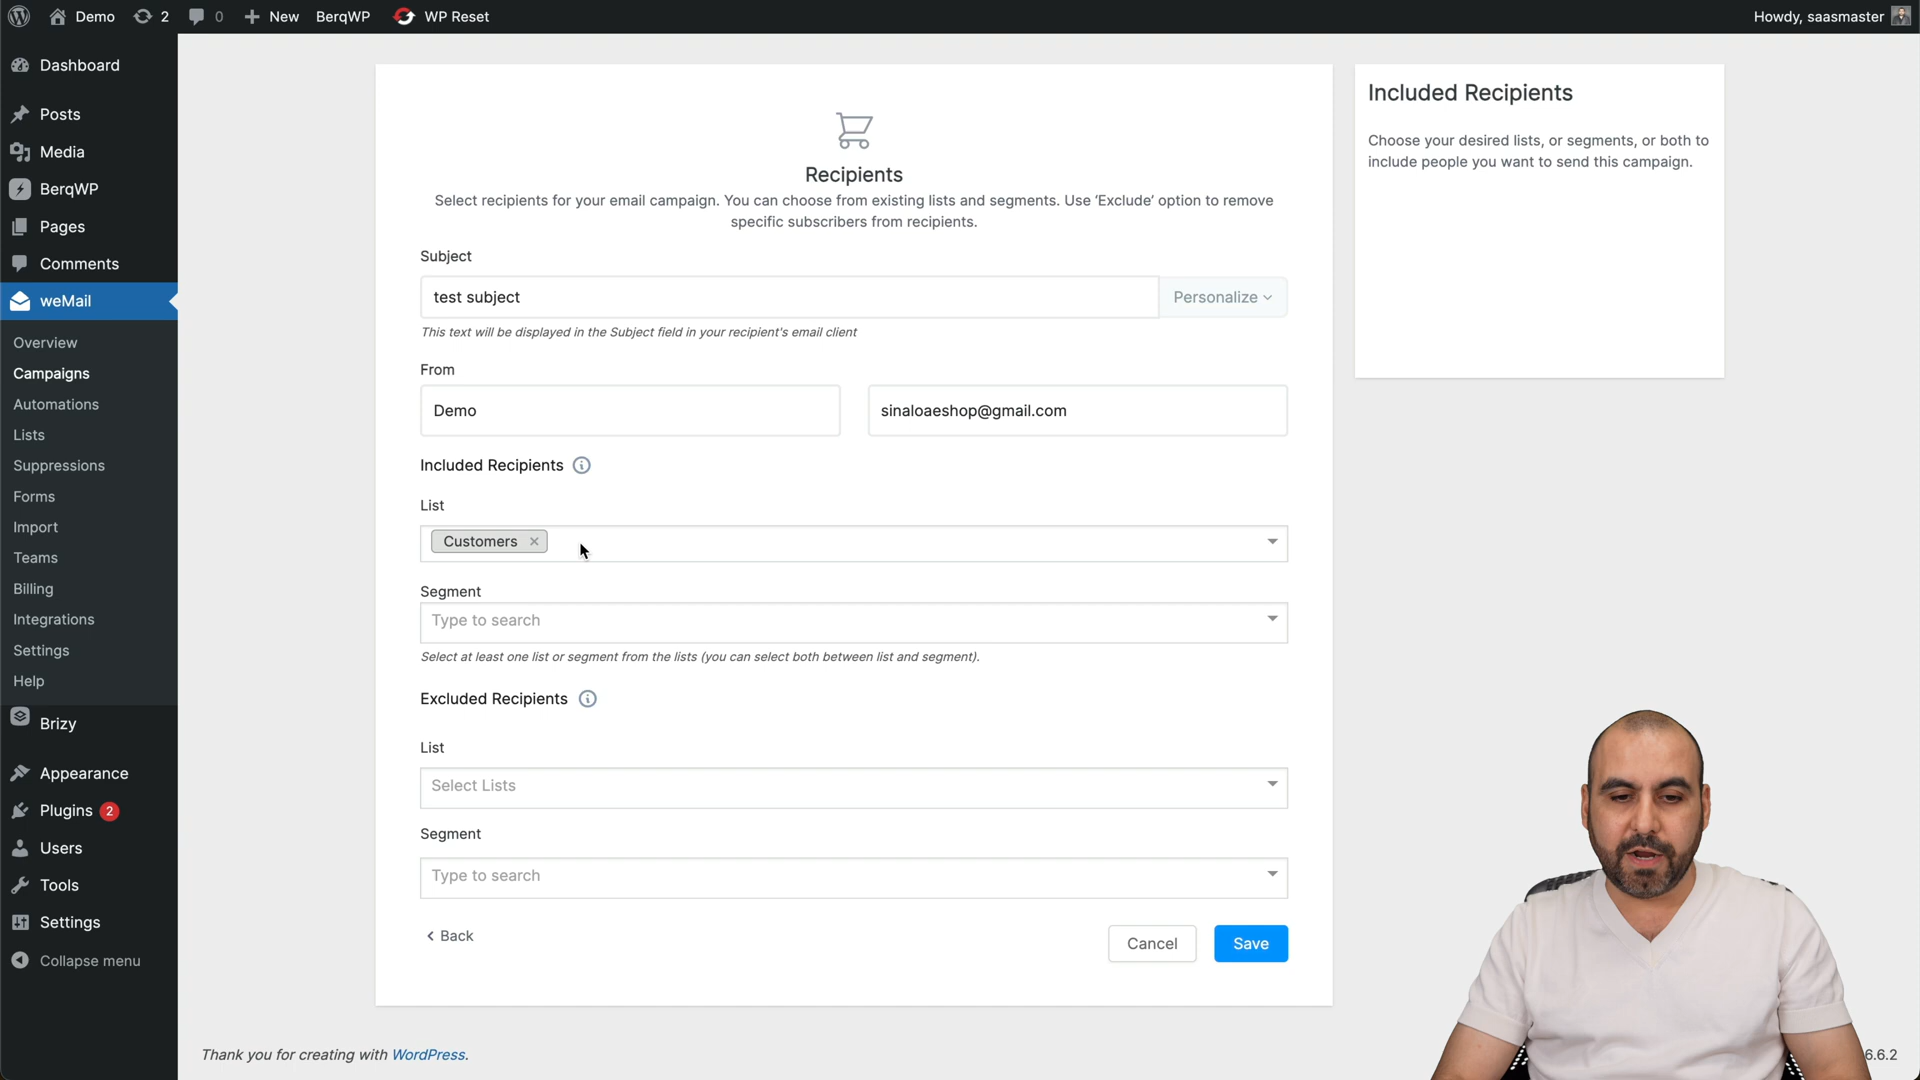 Demo
2
0
New
BerqWP
WP Reset
Howdy, saasmaster
Dashboard
Posts
Media
BerqWP
Pages
Comments
weMail
Overview
Campaigns
Automations
Lists
Suppressions
Forms
Import
Teams
Billing
Integrations
Settings
Help
Brizy
Appearance
Plugins 2
Users
Tools
Settings
Collapse menu
Recipients
Select recipients for your email campaign. You can choose from existing lists and segments. Use ‘Exclude’ option to remove
specific subscribers from recipients.
Subject
test subject
Personalize
This text will be displayed in the Subject field in your recipient's email client
From
Demo
sinaloaeshop@gmail.com
Included Recipients
List
Customers ×
Segment
Type to search
Select at least one list or segment from the lists (you can select both between list and segment).
Excluded Recipients
List
Select Lists
Segment
Type to search
Back
Cancel
Save
Included Recipients
Choose your desired lists, or segments, or both to
include people you want to send this campaign.
Thank you for creating with WordPress.
6.6.2